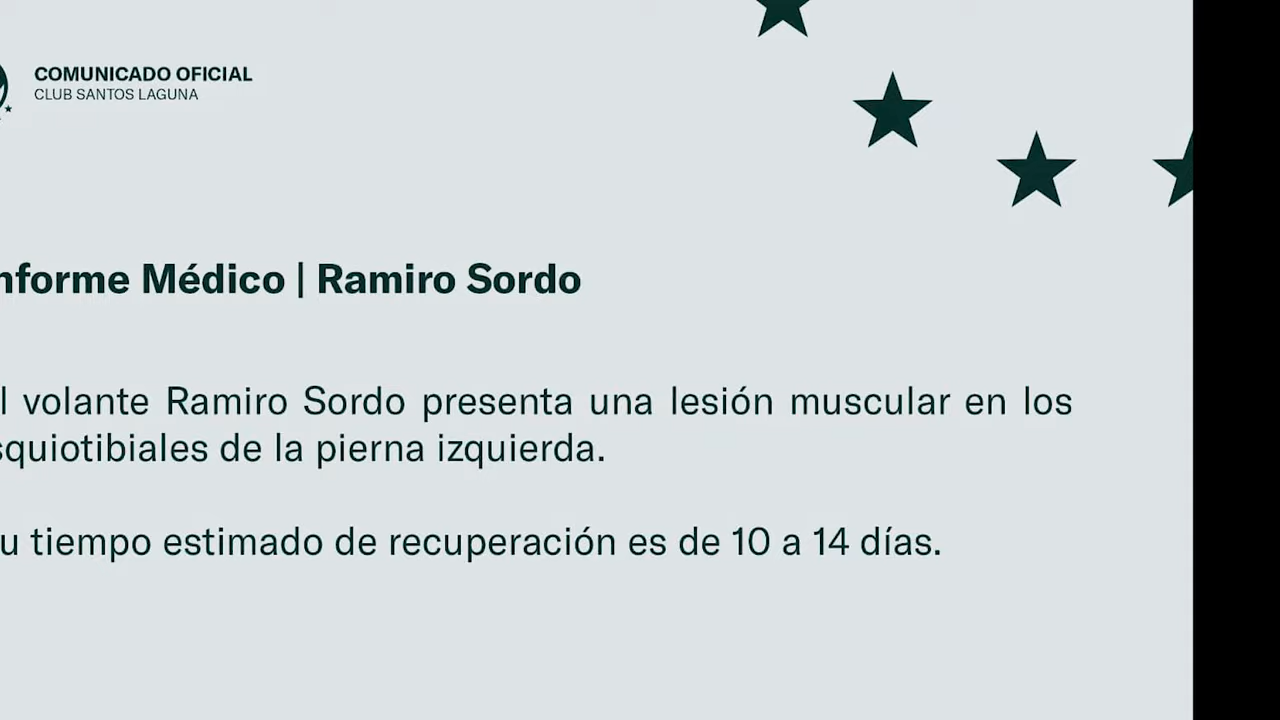 COMUNICADO OFICIAL
CLUB SANTOS LAGUNA
nforme Médico | Ramiro Sordo
l volante Ramiro Sordo presenta una lesión muscular en los
squiotibiales de la pierna izquierda.
u tiempo estimado de recuperación es de 10 a 14 días.